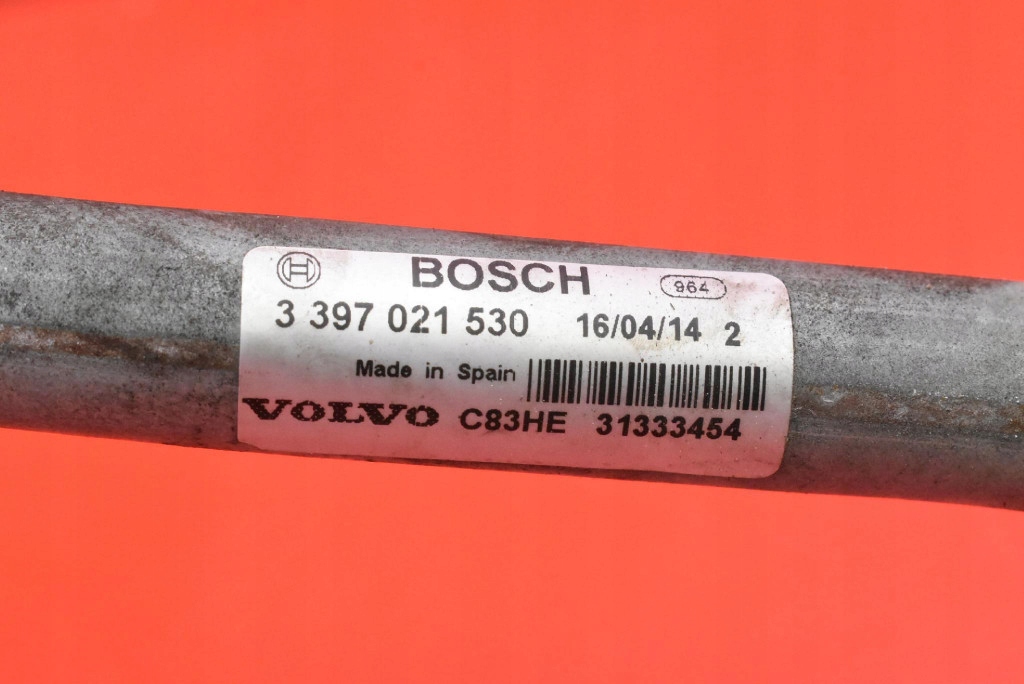 BOSCH 964
3 397 021 530 16/04/14 2
Made in Spain
VOLVO C83HE 31333454